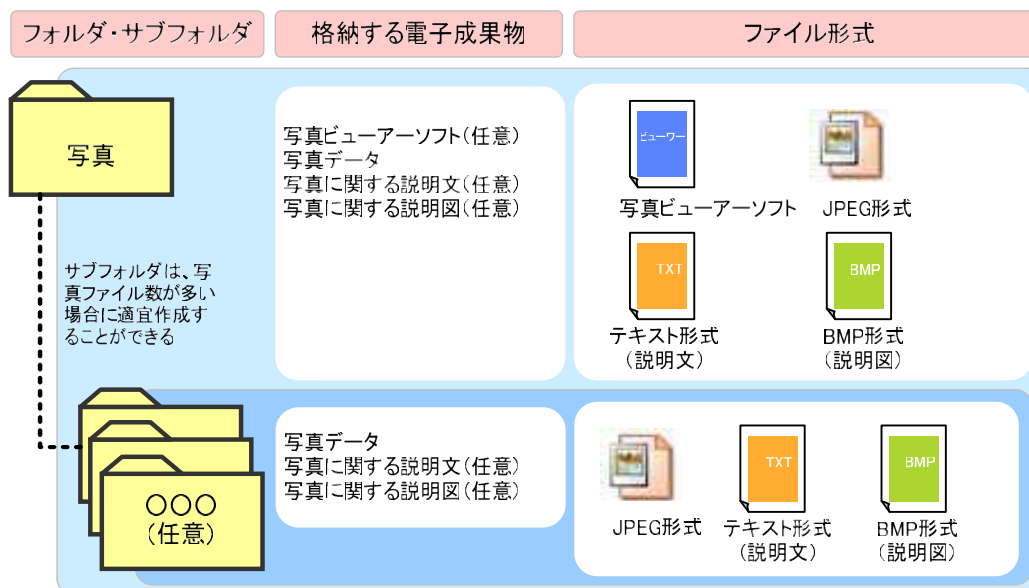 フォルダ・サブフォルダ
格納する電子成果物
ファイル形式
写真
写真ビューアーソフト(任意)
写真データ
写真に関する説明文(任意)
写真に関する説明図(任意)
ビューワー
写真ビューアーソフト
JPEG形式
TXT
テキスト形式
(説明文)
BMP
BMP形式
(説明図)
サブフォルダは、写
真ファイル数が多い
場合に適宜作成す
ることができる
〇〇〇
(任意)
写真データ
写真に関する説明文(任意)
写真に関する説明図(任意)
JPEG形式
TXT
テキスト形式
(説明文)
BMP
BMP形式
(説明図)